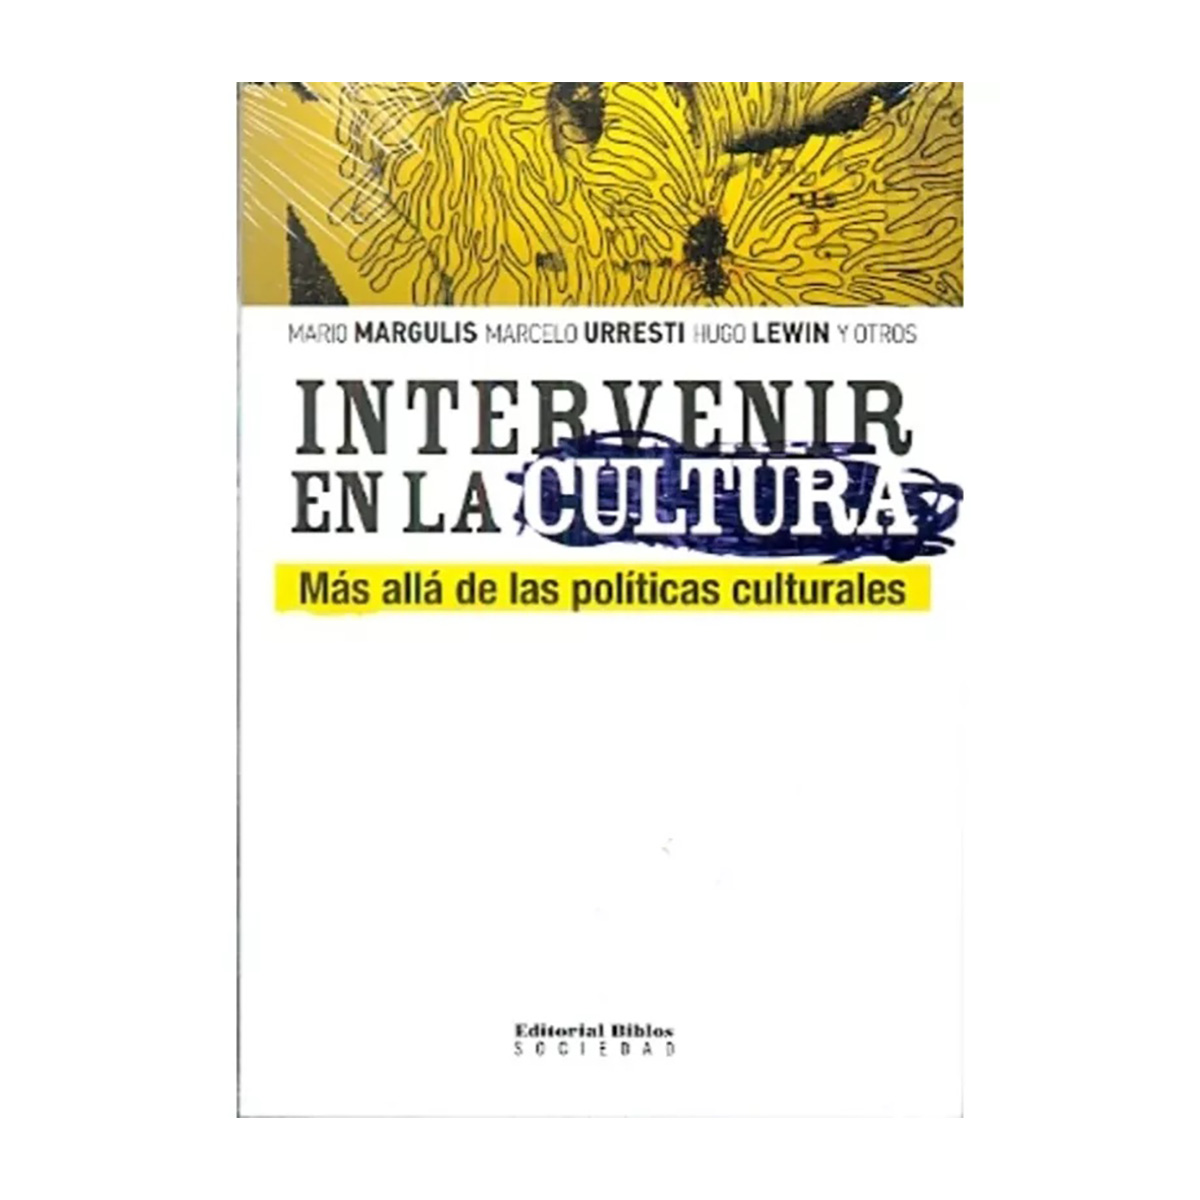 MARIO MARGULIS MARCELO URRESTI HUGO LEWIN Y OTROS
INTERVENIR
EN LA CULTURA
Más allá de las políticas culturales
Editorial Biblos
SOCIEDAD